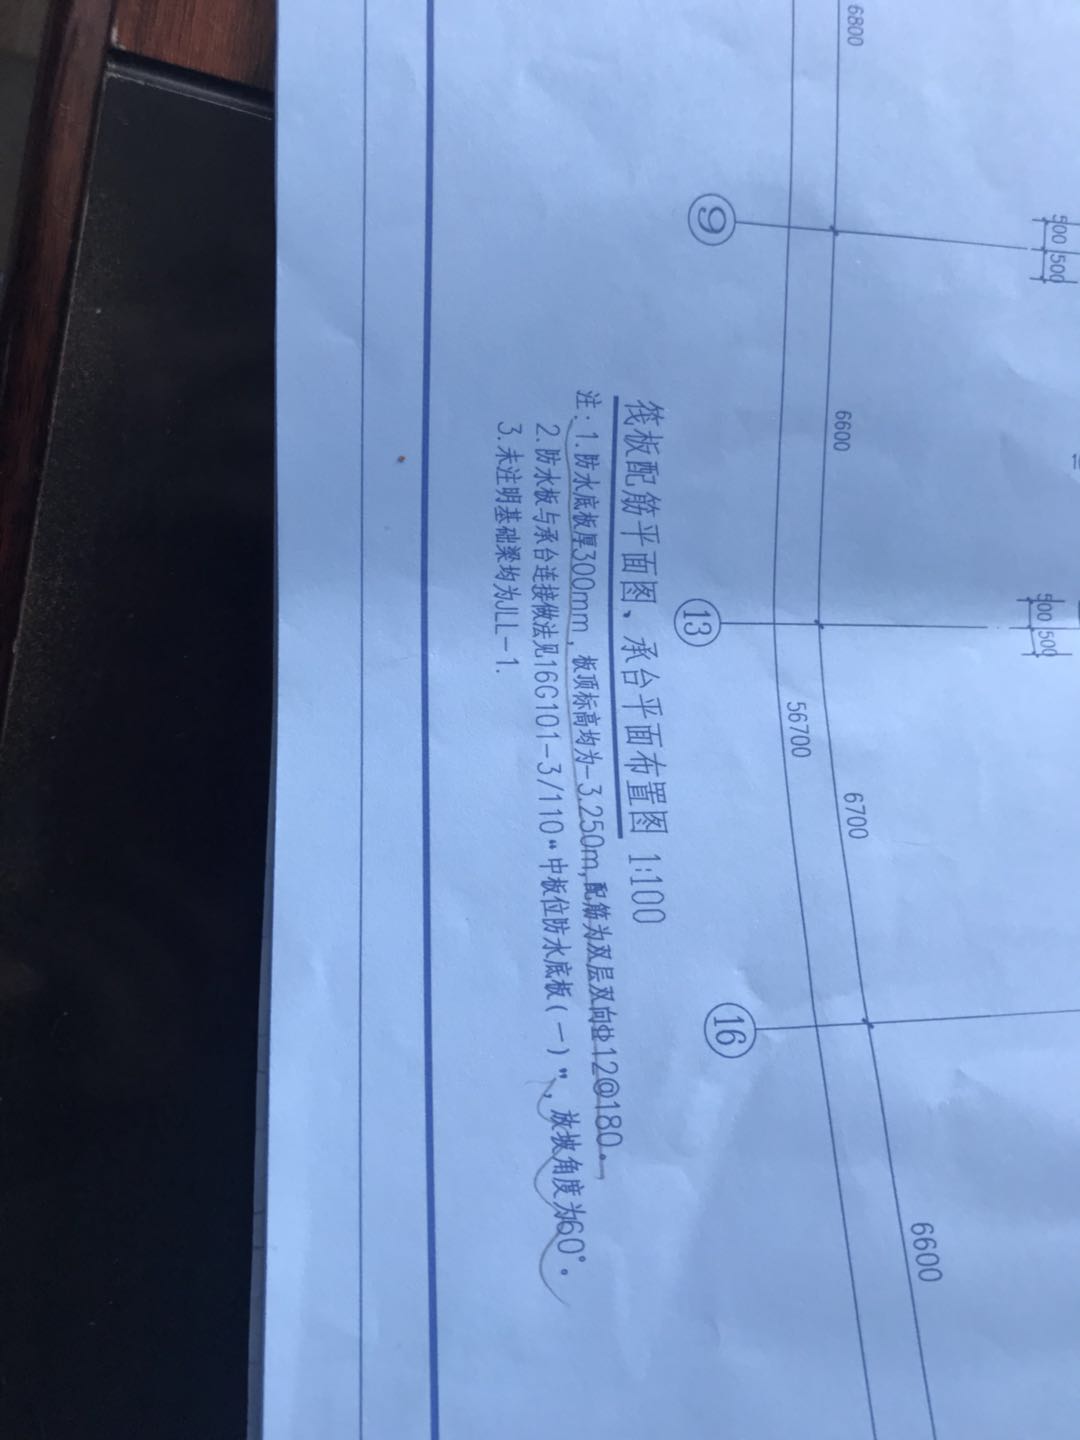 500 500
500 500
6800
6600
6700
6600
56700
9
13
16
筏板配筋平面图、承台平面布置图 1:100
注:1.防水底板厚300mm,板顶标高均为-3.250m,配筋为双层双向⌀12@180.
2.防水板与承台连接做法见16G101-3/110“中板位防水底板(一)”,放坡角度为60°.
3.未注明基础梁均为JLL-1.